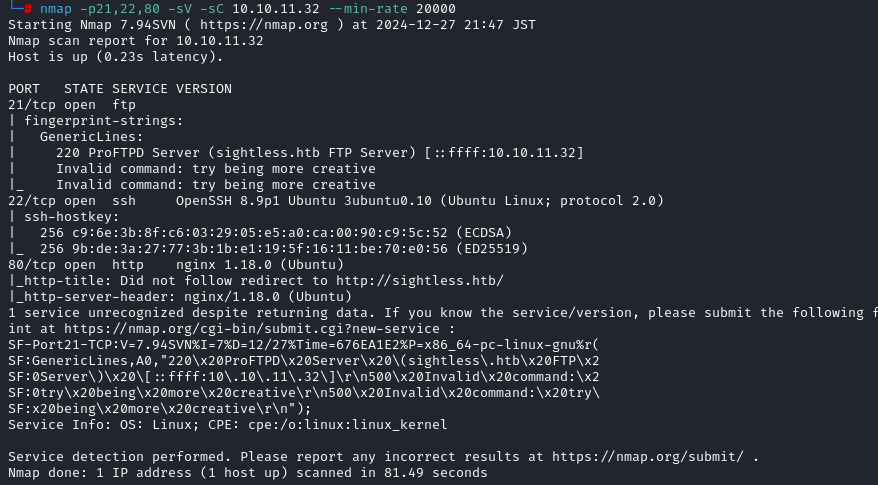 └─# nmap -p21,22,80 -sV -sC 10.10.11.32 --min-rate 20000
Starting Nmap 7.94SVN ( https://nmap.org ) at 2024-12-27 21:47 JST
Nmap scan report for 10.10.11.32
Host is up (0.23s latency).

PORT   STATE SERVICE VERSION
21/tcp open  ftp
| fingerprint-strings:
|   GenericLines:
|     220 ProFTPD Server (sightless.htb FTP Server) [::ffff:10.10.11.32]
|     Invalid command: try being more creative
|_    Invalid command: try being more creative
22/tcp open  ssh     OpenSSH 8.9p1 Ubuntu 3ubuntu0.10 (Ubuntu Linux; protocol 2.0)
| ssh-hostkey:
|   256 c9:6e:3b:8f:c6:03:29:05:e5:a0:ca:00:90:c9:5c:52 (ECDSA)
|_  256 9b:de:3a:27:77:3b:1b:e1:19:5f:16:11:be:70:e0:56 (ED25519)
80/tcp open  http    nginx 1.18.0 (Ubuntu)
|_http-title: Did not follow redirect to http://sightless.htb/
|_http-server-header: nginx/1.18.0 (Ubuntu)
1 service unrecognized despite returning data. If you know the service/version, please submit the following f
int at https://nmap.org/cgi-bin/submit.cgi?new-service :
SF-Port21-TCP:V=7.94SVN%I=7%D=12/27%Time=676EA1E2%P=x86_64-pc-linux-gnu%r(
SF:GenericLines,A0,"220\x20ProFTPD\x20Server\x20\(sightless\.htb\x20FTP\x2
SF:0Server\)\x20\[::ffff:10\.10\.11\.32\]\r\n500\x20Invalid\x20command:\x2
SF:0try\x20being\x20more\x20creative\r\n500\x20Invalid\x20command:\x20try\
SF:x20being\x20more\x20creative\r\n");
Service Info: OS: Linux; CPE: cpe:/o:linux:linux_kernel

Service detection performed. Please report any incorrect results at https://nmap.org/submit/ .
Nmap done: 1 IP address (1 host up) scanned in 81.49 seconds